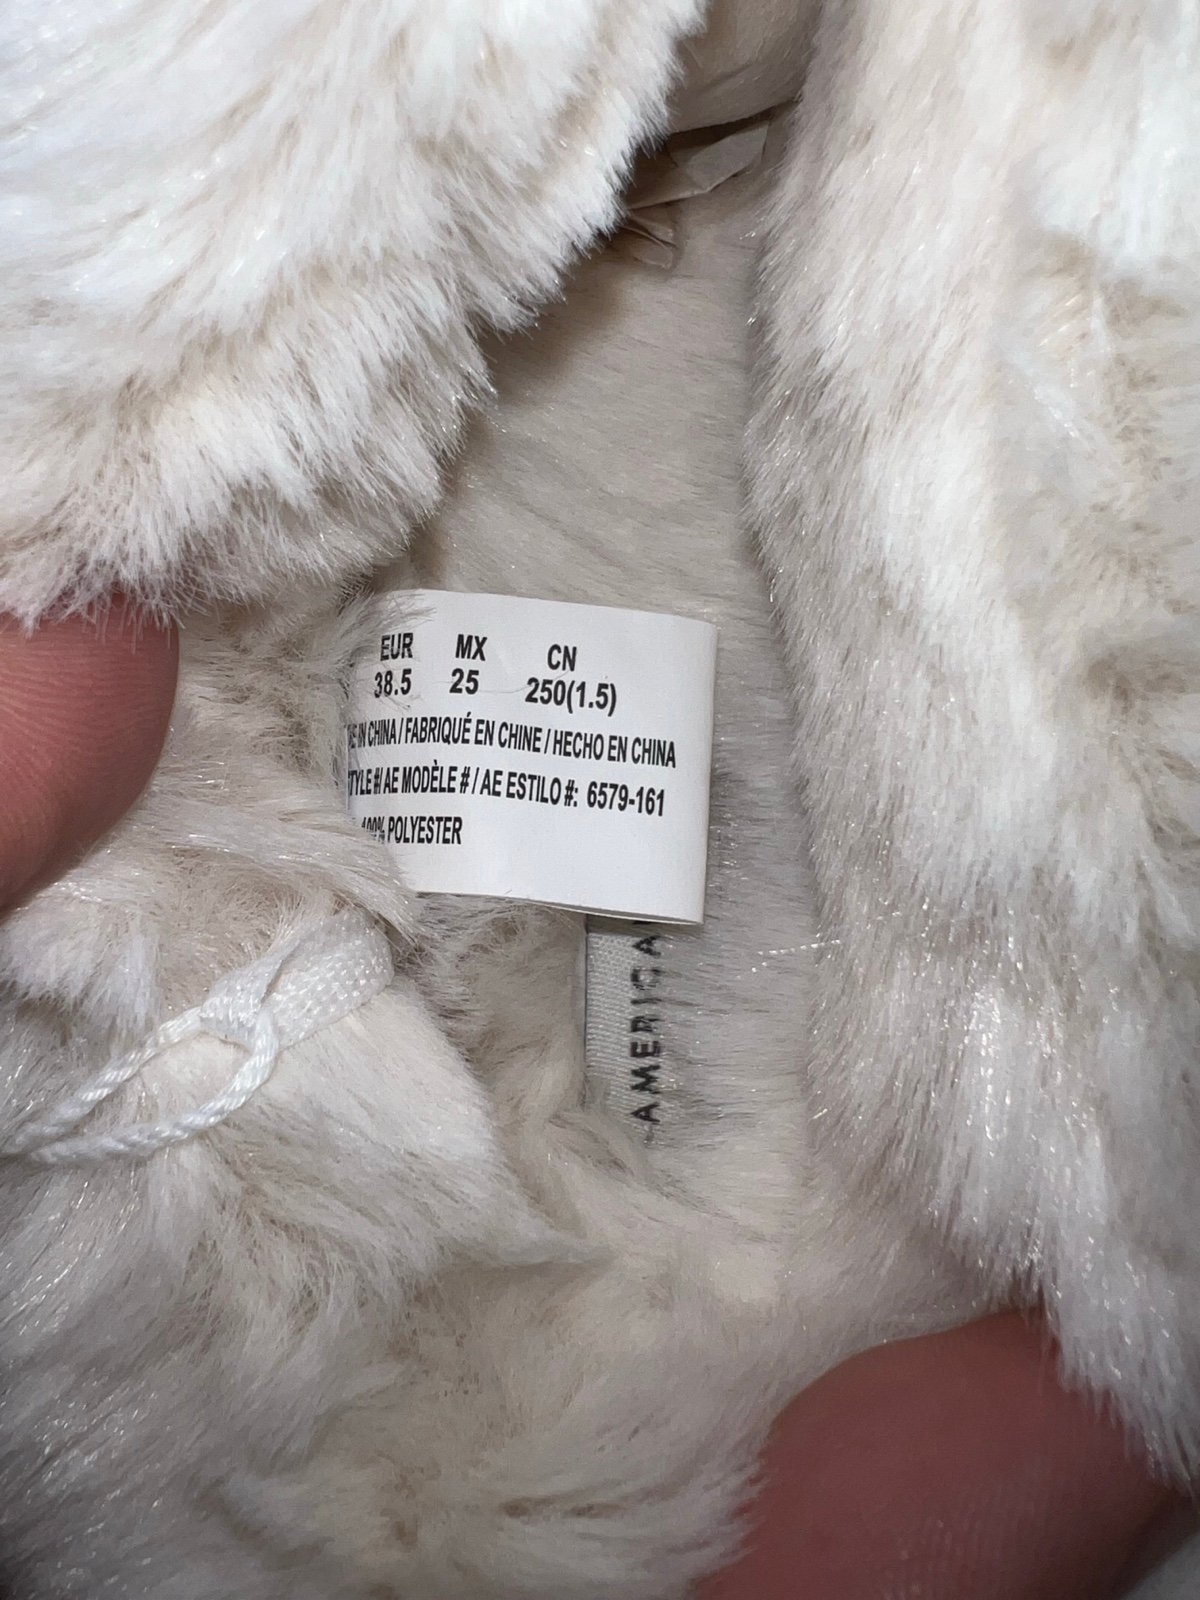 EUR MX CN
38.5 25 250(1.5)
IN CHINA / FABRIQUÉ EN CHINE / HECHO EN CHINA
STYLE #/ AE MODÈLE # / AE ESTILO #: 6579-161
100% POLYESTER
AMERICA